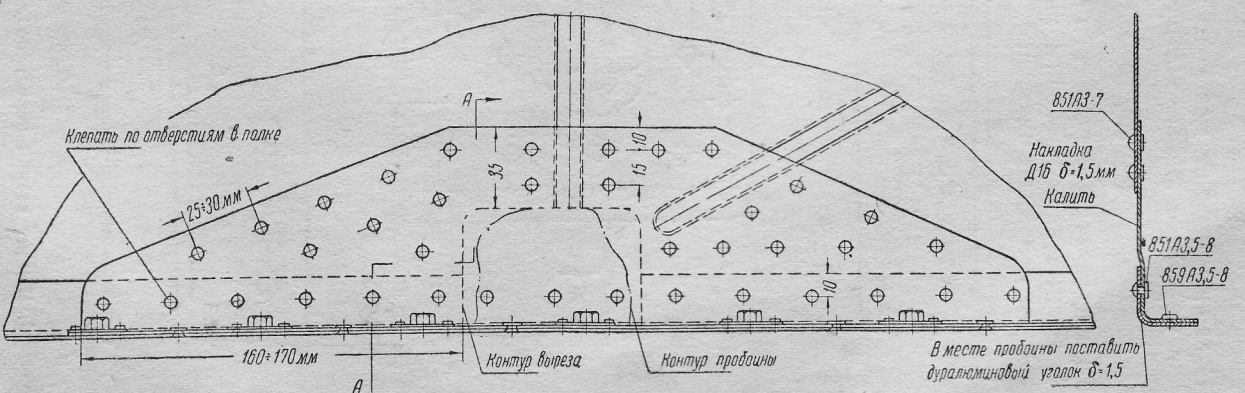 Клепать по отверстиям в полке
А
35
10
15
25÷30 мм
10
160÷170 мм
А
Контур выреза
Контур пробоины
851А3-7
Накладка
Д16 δ=1,5 мм
Калить
851А3,5-8
859А3,5-8
В месте пробоины поставить
дуралюминовый уголок δ=1,5